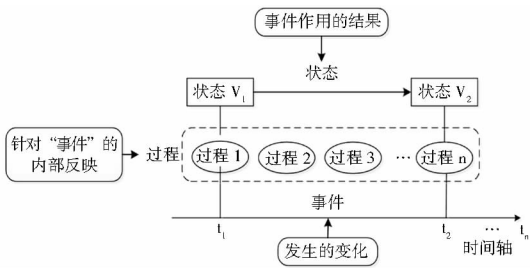 事件作用的结果
状态
状态 V₁
状态 V₂
针对“事件”的
内部反映
过程
过程 1
过程 2
过程 3
…
过程 n
事件
t₁
t₂
…
tₙ
时间轴
发生的变化